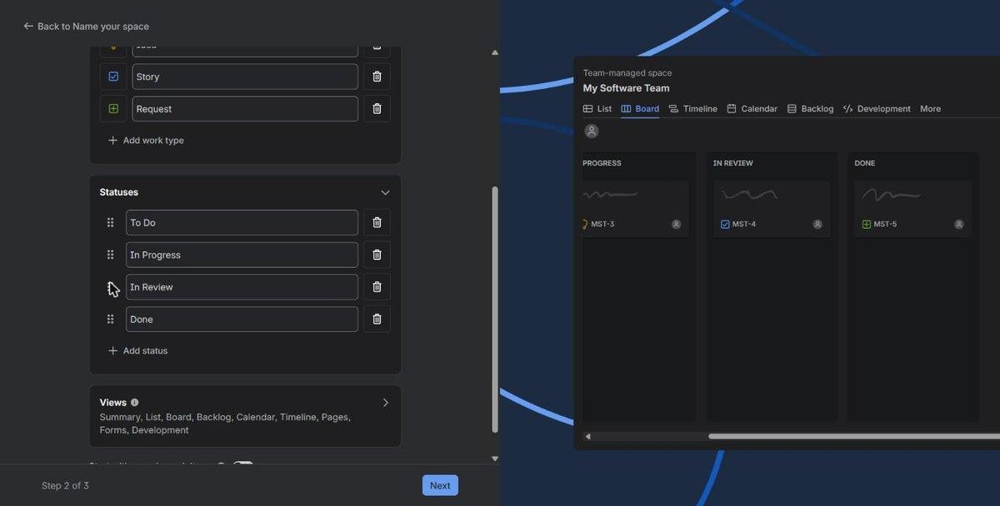 Back to Name your space
Idea
Story
Request
Add work type
Statuses
To Do
In Progress
In Review
Done
Add status
Views
Summary, List, Board, Backlog, Calendar, Timeline, Pages,
Forms, Development
Step 2 of 3
Next
Team-managed space
My Software Team
List Board Timeline Calendar Backlog Development More
PROGRESS IN REVIEW DONE
MST-3 MST-4 MST-5